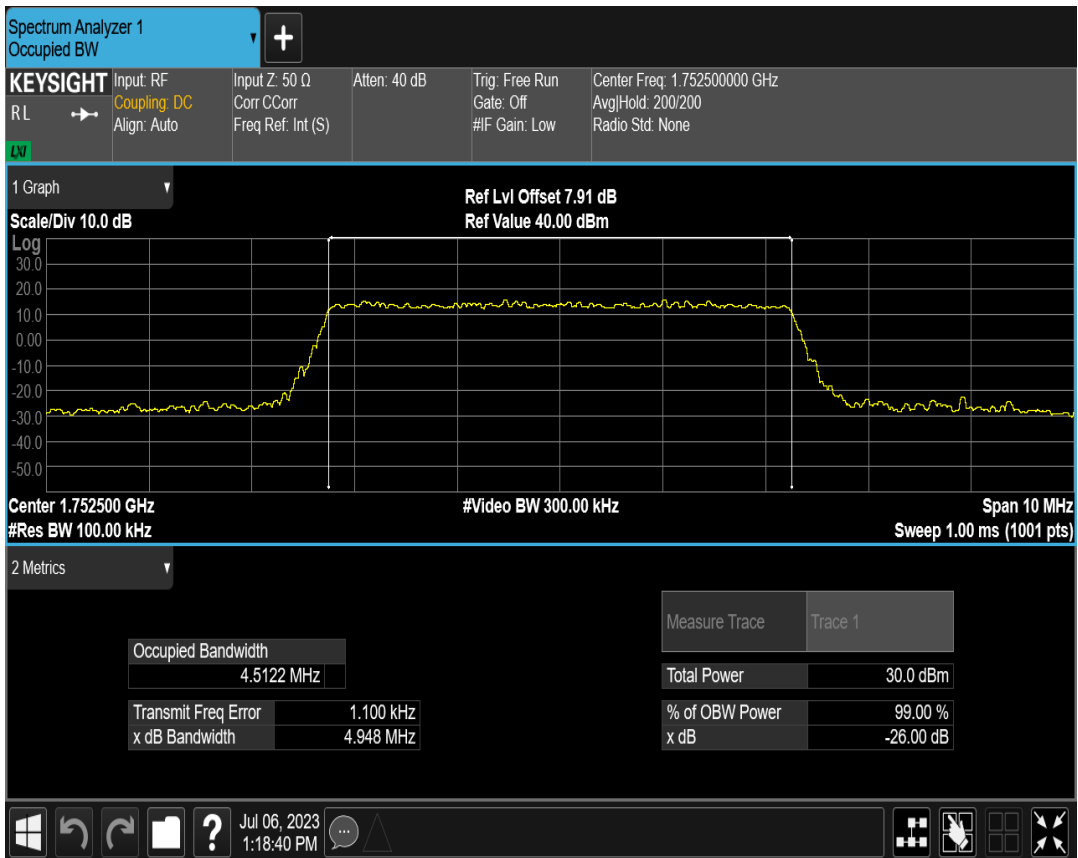 Spectrum Analyzer 1
Occupied BW
+
KEYSIGHT
RL
LXI
Input: RF
Coupling: DC
Align: Auto
Input Z: 50 Ω
Corr CCorr
Freq Ref: Int (S)
Atten: 40 dB
Trig: Free Run
Gate: Off
#IF Gain: Low
Center Freq: 1.752500000 GHz
Avg|Hold: 200/200
Radio Std: None
1 Graph
Scale/Div 10.0 dB
Ref Lvl Offset 7.91 dB
Ref Value 40.00 dBm
Log
30.0
20.0
10.0
0.00
-10.0
-20.0
-30.0
-40.0
-50.0
Center 1.752500 GHz
#Video BW 300.00 kHz
Span 10 MHz
#Res BW 100.00 kHz
Sweep 1.00 ms (1001 pts)
2 Metrics
Measure Trace Trace 1
Occupied Bandwidth
4.5122 MHz
Total Power 30.0 dBm
Transmit Freq Error 1.100 kHz
% of OBW Power 99.00 %
x dB Bandwidth 4.948 MHz
x dB -26.00 dB
?
Jul 06, 2023
1:18:40 PM